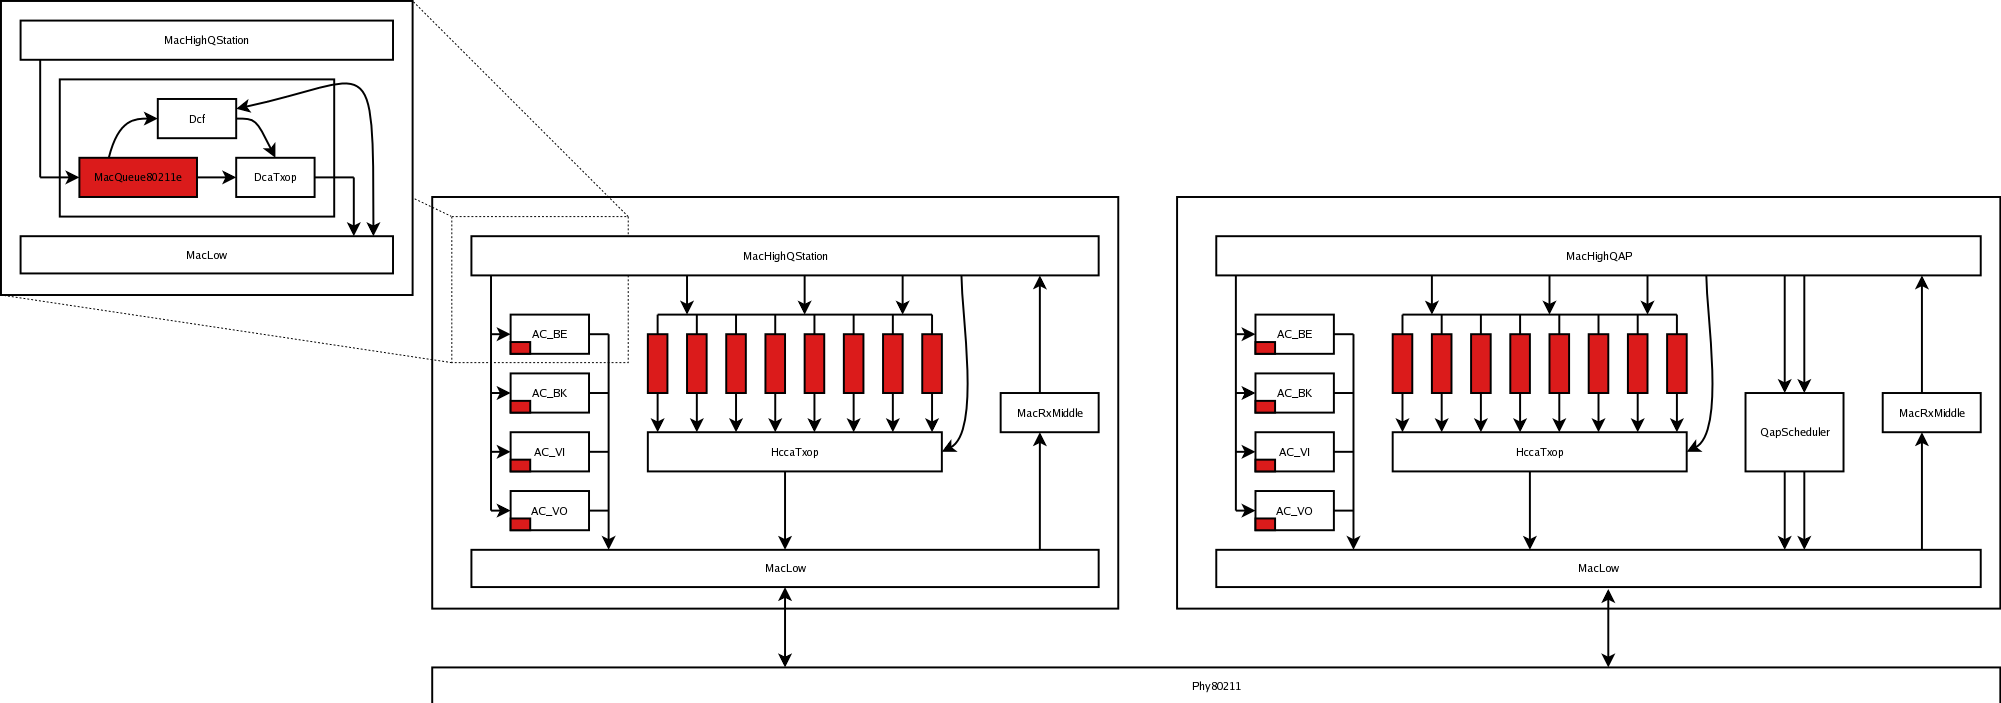 MacHighQStation
Dcf
MacQueue80211e
DcaTxop
MacLow
MacHighQStation
AC_BE
AC_BK
AC_VI
AC_VO
HccaTxop
MacRxMiddle
MacLow
MacHighQAP
AC_BE
AC_BK
AC_VI
AC_VO
HccaTxop
QapScheduler
MacRxMiddle
MacLow
Phy80211